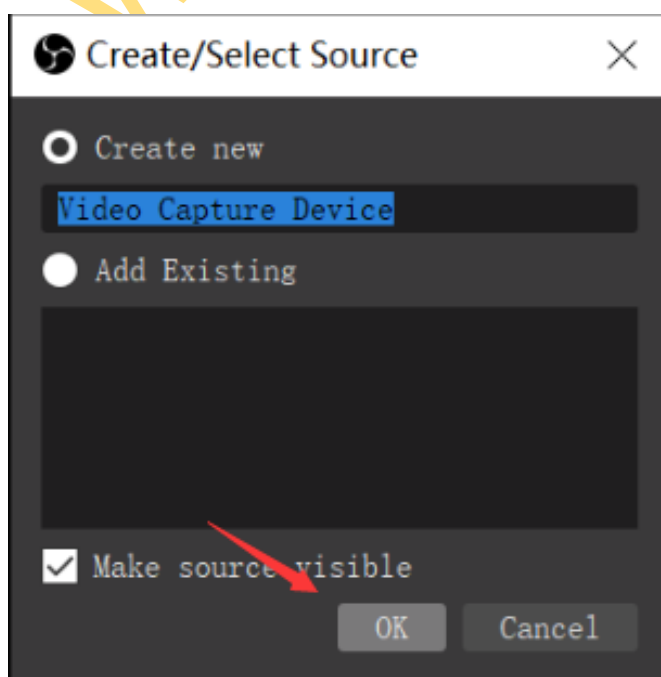 Create/Select Source
Create new
Video Capture Device
Add Existing
Make source visible
OK Cancel